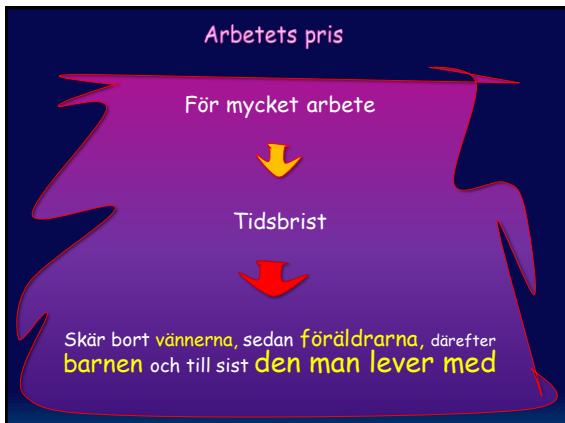 Arbetets pris
För mycket arbete
Tidsbrist
Skär bort vännerna, sedan föräldrarna, därefter
barnen och till sist den man lever med